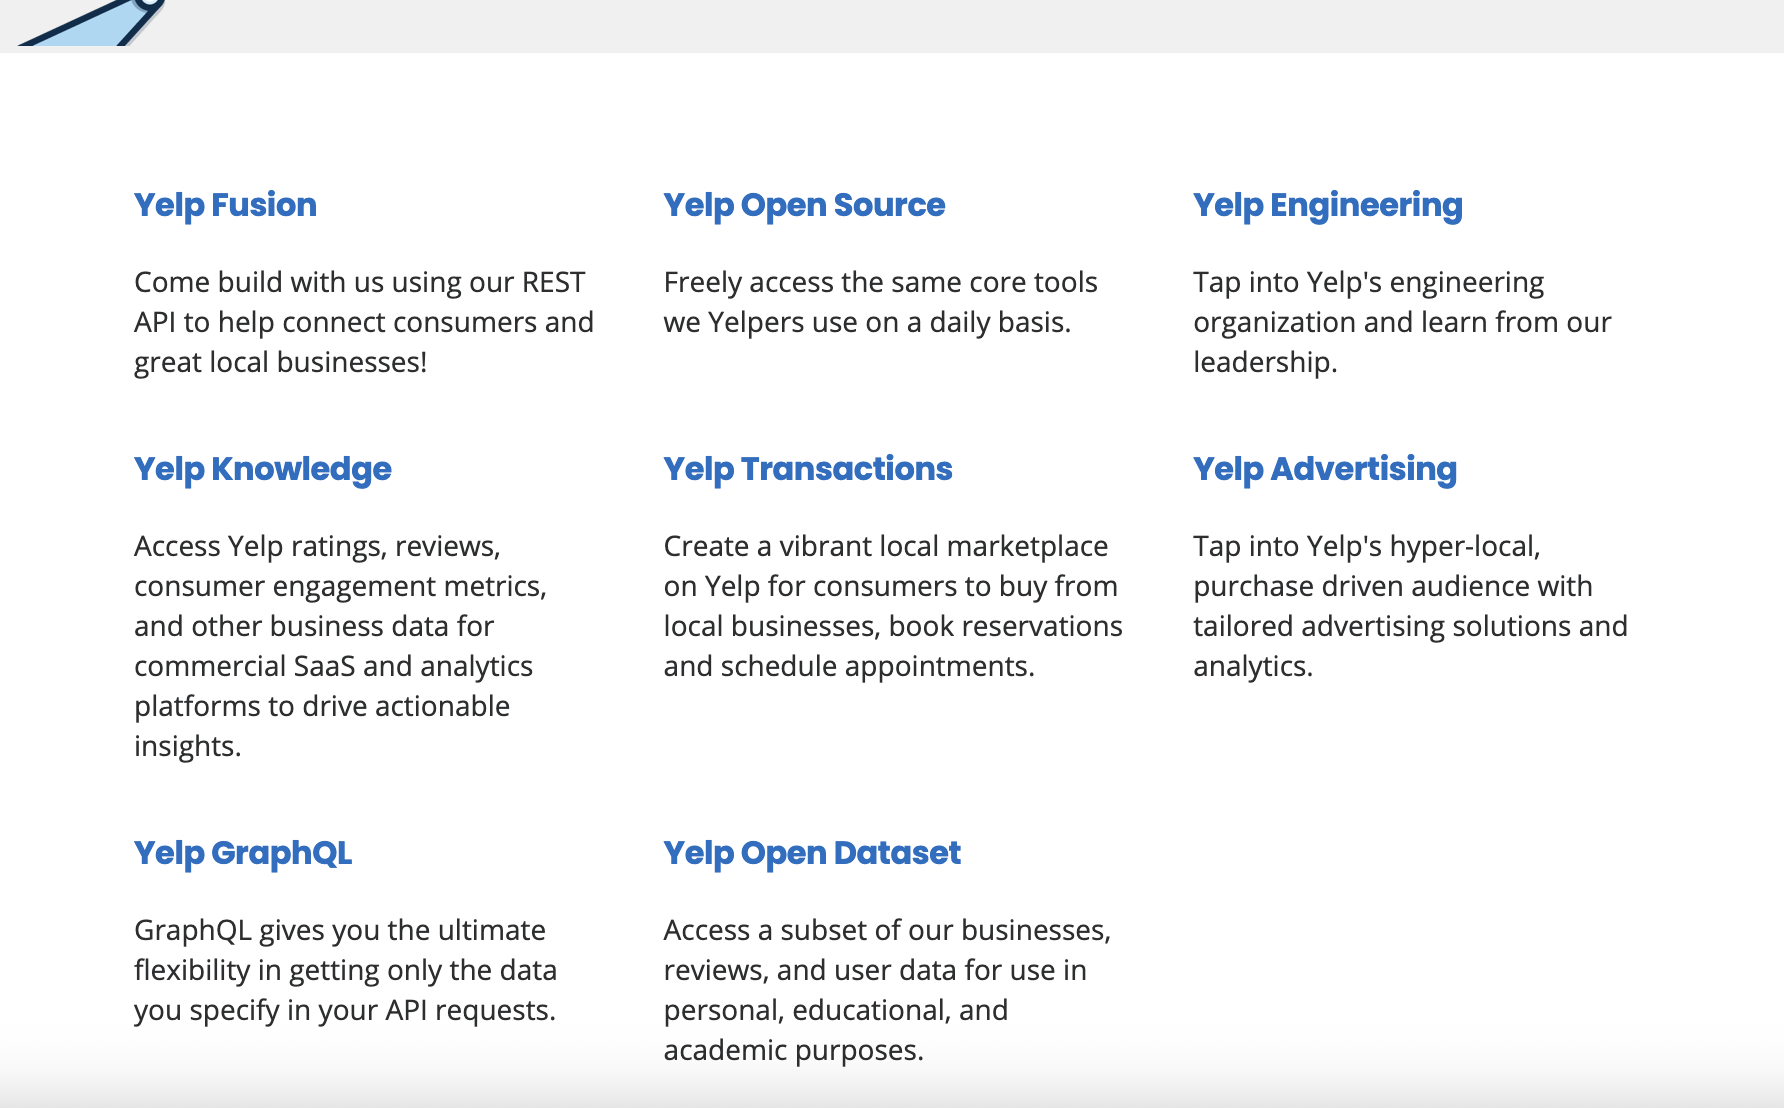 Yelp Fusion
Come build with us using our REST
API to help connect consumers and
great local businesses!
Yelp Open Source
Freely access the same core tools
we Yelpers use on a daily basis.
Yelp Engineering
Tap into Yelp's engineering
organization and learn from our
leadership.
Yelp Knowledge
Access Yelp ratings, reviews,
consumer engagement metrics,
and other business data for
commercial SaaS and analytics
platforms to drive actionable
insights.
Yelp Transactions
Create a vibrant local marketplace
on Yelp for consumers to buy from
local businesses, book reservations
and schedule appointments.
Yelp Advertising
Tap into Yelp's hyper-local,
purchase driven audience with
tailored advertising solutions and
analytics.
Yelp GraphQL
GraphQL gives you the ultimate
flexibility in getting only the data
you specify in your API requests.
Yelp Open Dataset
Access a subset of our businesses,
reviews, and user data for use in
personal, educational, and
academic purposes.